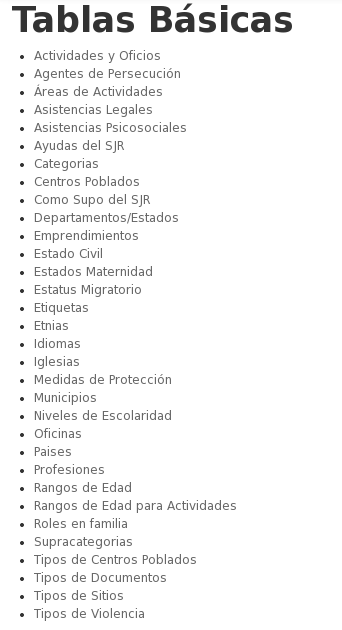 Tablas Básicas
Actividades y Oficios
Agentes de Persecución
Áreas de Actividades
Asistencias Legales
Asistencias Psicosociales
Ayudas del SJR
Categorias
Centros Poblados
Como Supo del SJR
Departamentos/Estados
Emprendimientos
Estado Civil
Estados Maternidad
Estatus Migratorio
Etiquetas
Etnias
Idiomas
Iglesias
Medidas de Protección
Municipios
Niveles de Escolaridad
Oficinas
Paises
Profesiones
Rangos de Edad
Rangos de Edad para Actividades
Roles en familia
Supracategorias
Tipos de Centros Poblados
Tipos de Documentos
Tipos de Sitios
Tipos de Violencia